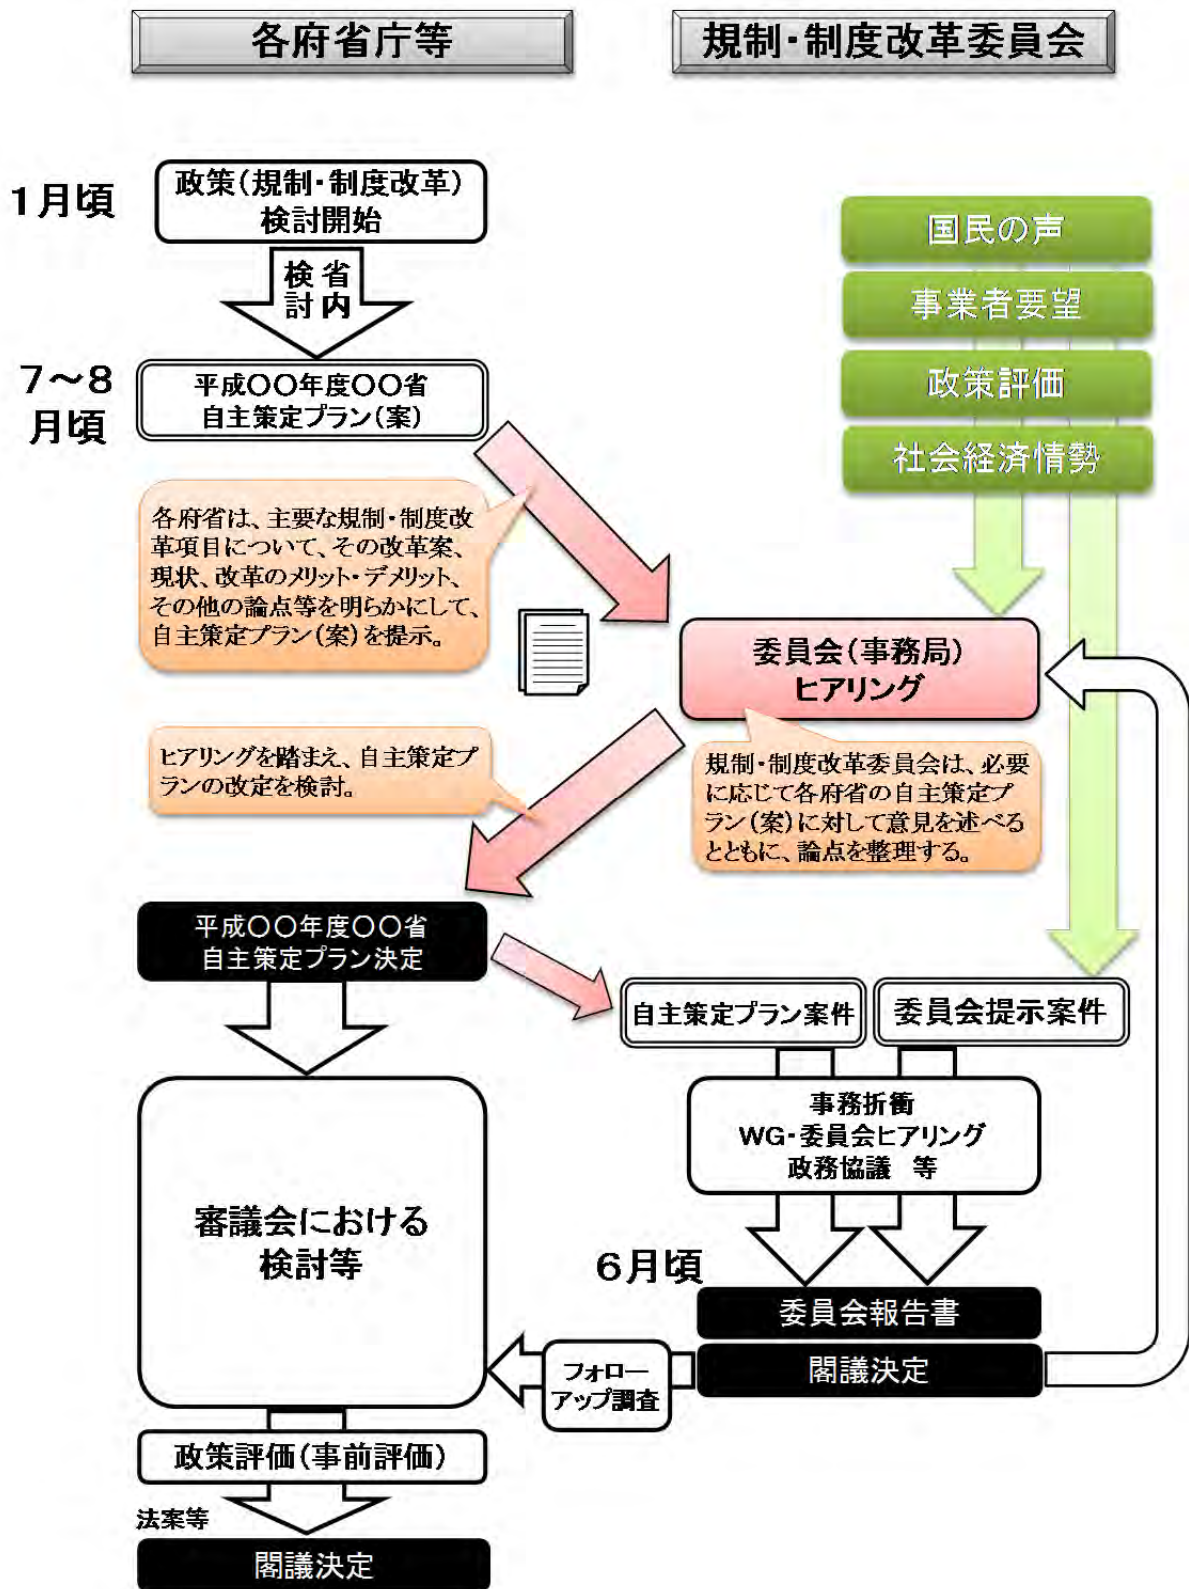 各府省庁等
規制・制度改革委員会
1月頃
政策(規制・制度改革)
検討開始
省内
検討
国民の声
事業者要望
政策評価
社会経済情勢
7～8
月頃
平成〇〇年度〇〇省
自主策定プラン(案)
各府省は、主要な規制・制度改
革項目について、その改革案、
現状、改革のメリット・デメリット、
その他の論点等を明らかにして、
自主策定プラン(案)を提示。
委員会(事務局)
ヒアリング
ヒアリングを踏まえ、自主策定プ
ランの改定を検討。
規制・制度改革委員会は、必要
に応じて各府省の自主策定プ
ラン(案)に対して意見を述べる
とともに、論点を整理する。
平成〇〇年度〇〇省
自主策定プラン決定
自主策定プラン案件
委員会提示案件
事務折衝
WG・委員会ヒアリング
政務協議 等
審議会における
検討等
6月頃
委員会報告書
閣議決定
フォロー
アップ調査
政策評価(事前評価)
法案等
閣議決定